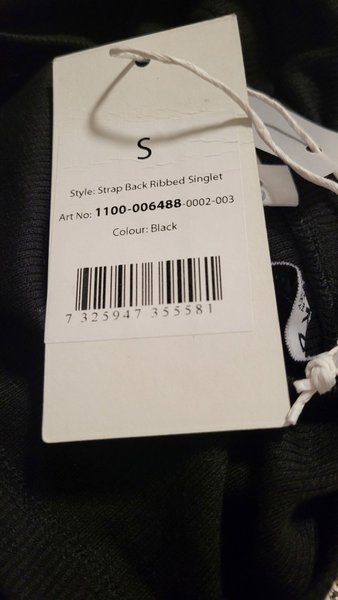 S
Style: Strap Back Ribbed Singlet
Art No: 1100-006488-0002-003
Colour: Black
7 325947 355581